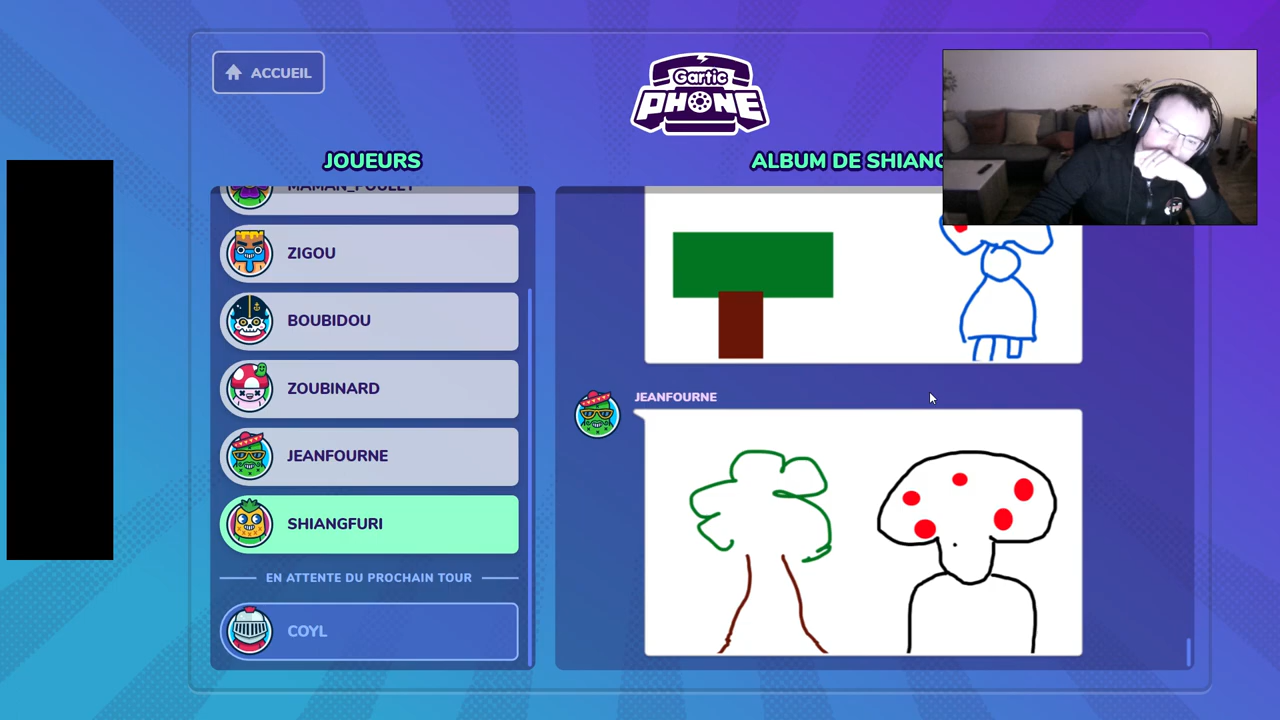 ACCUEIL
Gartic
PHONE
JOUEURS
ALBUM DE SHIANG
MAMAN_POULET
ZIGOU
BOUBIDOU
ZOUBINARD
JEANFOURNE
SHIANGFURI
EN ATTENTE DU PROCHAIN TOUR
COYL
JEANFOURNE